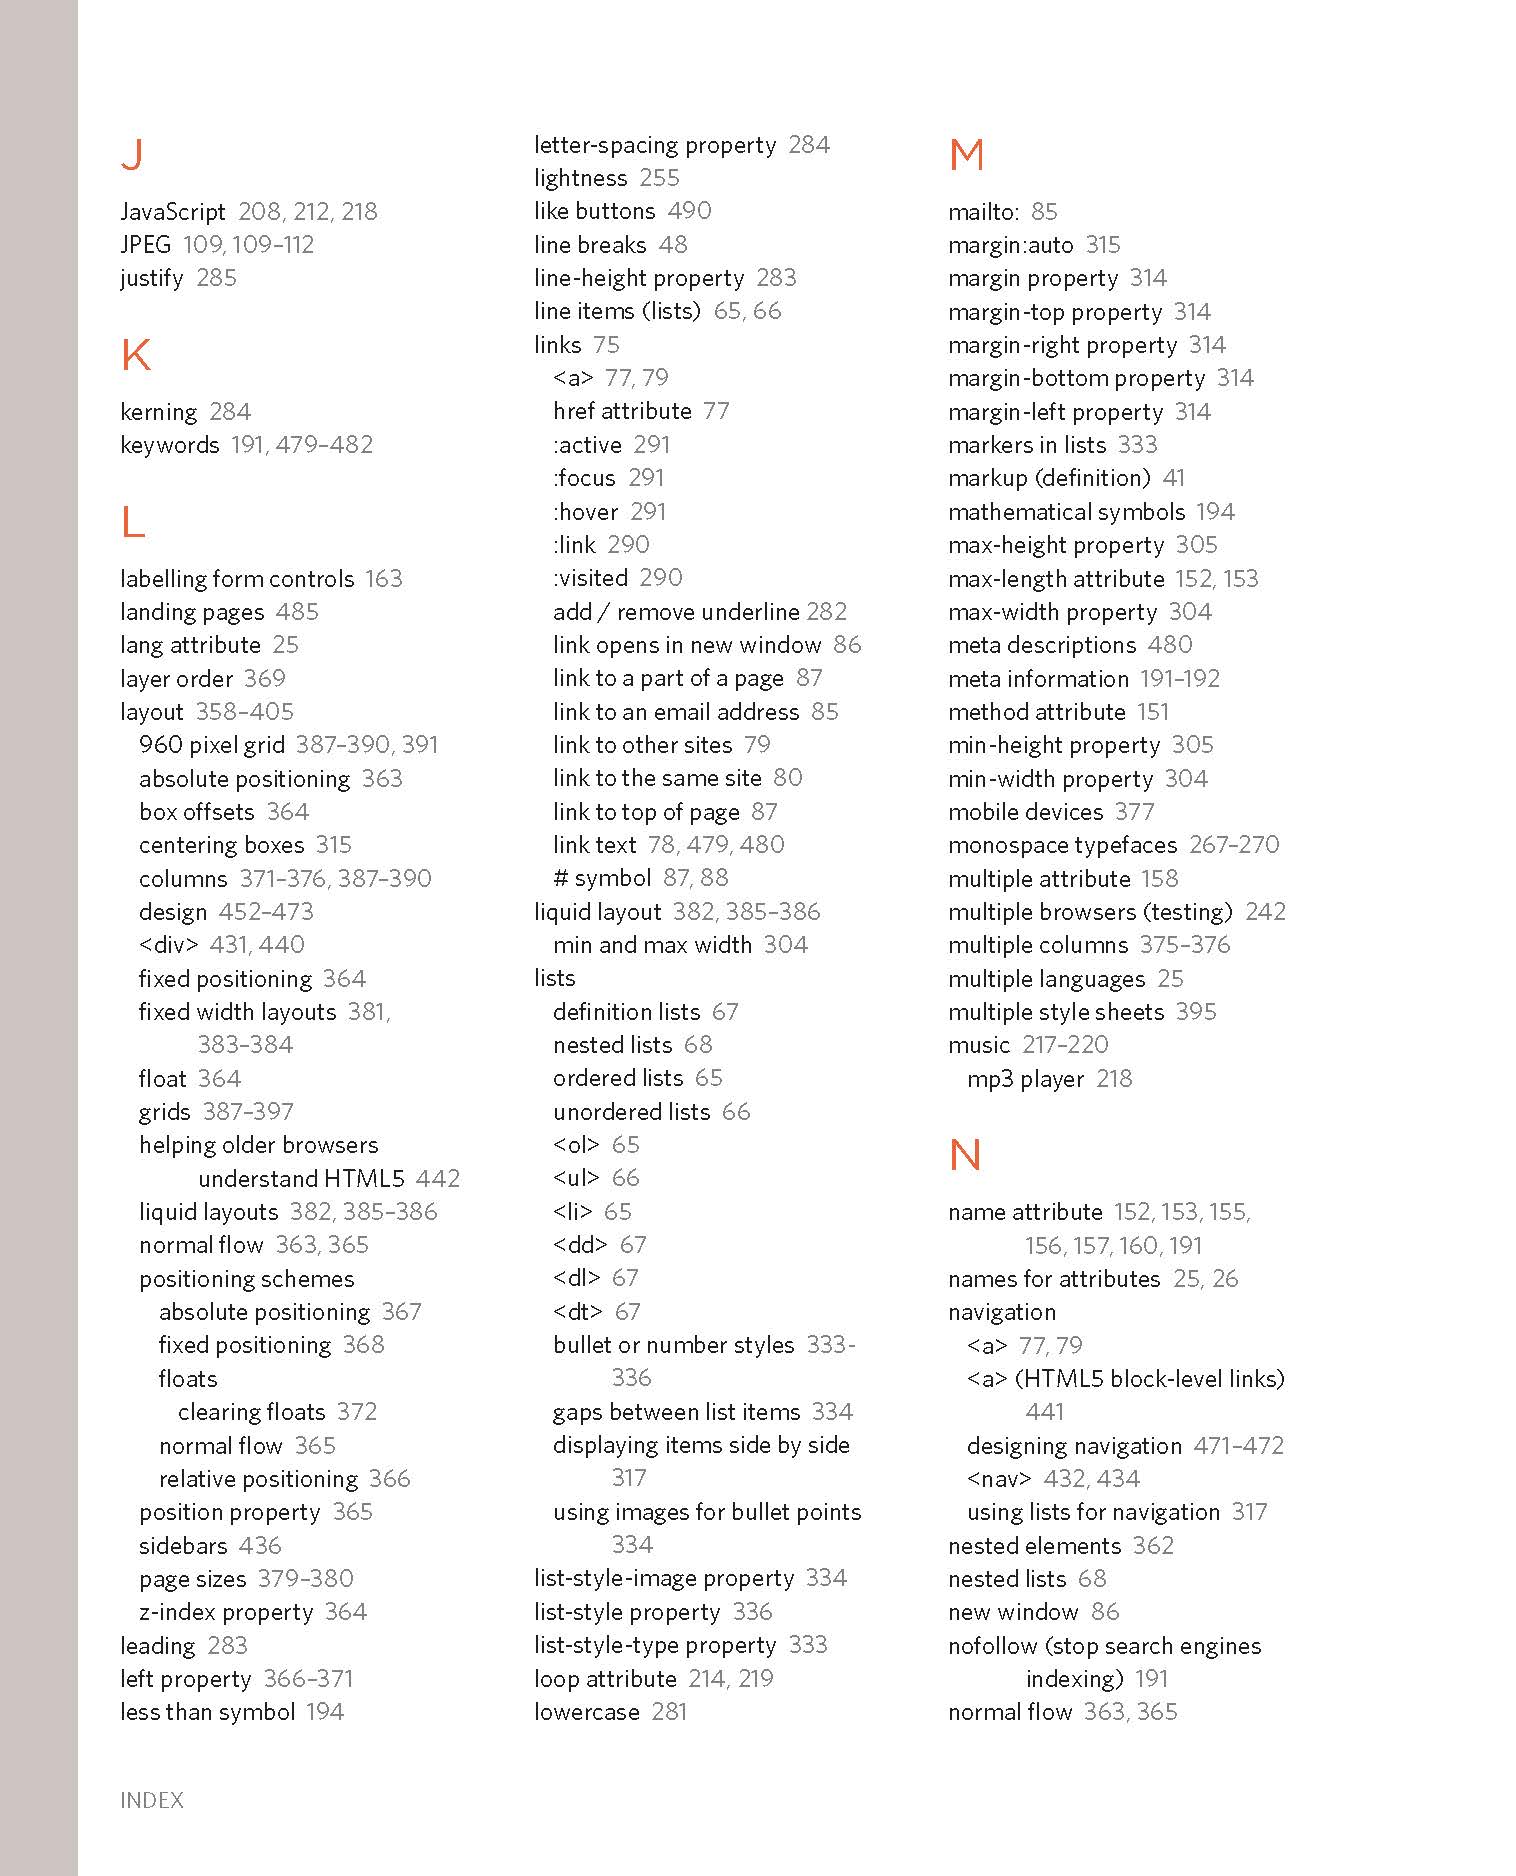 J
JavaScript 208, 212, 218
JPEG 109, 109–112
justify 285
K
kerning 284
keywords 191, 479–482
L
labelling form controls 163
landing pages 485
lang attribute 25
layer order 369
layout 358–405
960 pixel grid 387–390, 391
absolute positioning 363
box offsets 364
centering boxes 315
columns 371–376, 387–390
design 452–473
<div> 431, 440
fixed positioning 364
fixed width layouts 381,
383–384
float 364
grids 387–397
helping older browsers
understand HTML5 442
liquid layouts 382, 385–386
normal flow 363, 365
positioning schemes
absolute positioning 367
fixed positioning 368
floats
clearing floats 372
normal flow 365
relative positioning 366
position property 365
sidebars 436
page sizes 379–380
z-index property 364
leading 283
left property 366–371
less than symbol 194
letter-spacing property 284
lightness 255
like buttons 490
line breaks 48
line-height property 283
line items (lists) 65, 66
links 75
<a> 77, 79
href attribute 77
:active 291
:focus 291
:hover 291
:link 290
:visited 290
add / remove underline 282
link opens in new window 86
link to a part of a page 87
link to an email address 85
link to other sites 79
link to the same site 80
link to top of page 87
link text 78, 479, 480
# symbol 87, 88
liquid layout 382, 385–386
min and max width 304
lists
definition lists 67
nested lists 68
ordered lists 65
unordered lists 66
<ol> 65
<ul> 66
<li> 65
<dd> 67
<dl> 67
<dt> 67
bullet or number styles 333-
336
gaps between list items 334
displaying items side by side
317
using images for bullet points
334
list-style-image property 334
list-style property 336
list-style-type property 333
loop attribute 214, 219
lowercase 281
M
mailto: 85
margin:auto 315
margin property 314
margin-top property 314
margin-right property 314
margin-bottom property 314
margin-left property 314
markers in lists 333
markup (definition) 41
mathematical symbols 194
max-height property 305
max-length attribute 152, 153
max-width property 304
meta descriptions 480
meta information 191–192
method attribute 151
min-height property 305
min-width property 304
mobile devices 377
monospace typefaces 267–270
multiple attribute 158
multiple browsers (testing) 242
multiple columns 375–376
multiple languages 25
multiple style sheets 395
music 217–220
mp3 player 218
N
name attribute 152, 153, 155,
156, 157, 160, 191
names for attributes 25, 26
navigation
<a> 77, 79
<a> (HTML5 block-level links)
441
designing navigation 471–472
<nav> 432, 434
using lists for navigation 317
nested elements 362
nested lists 68
new window 86
nofollow (stop search engines
indexing) 191
normal flow 363, 365
INDEX